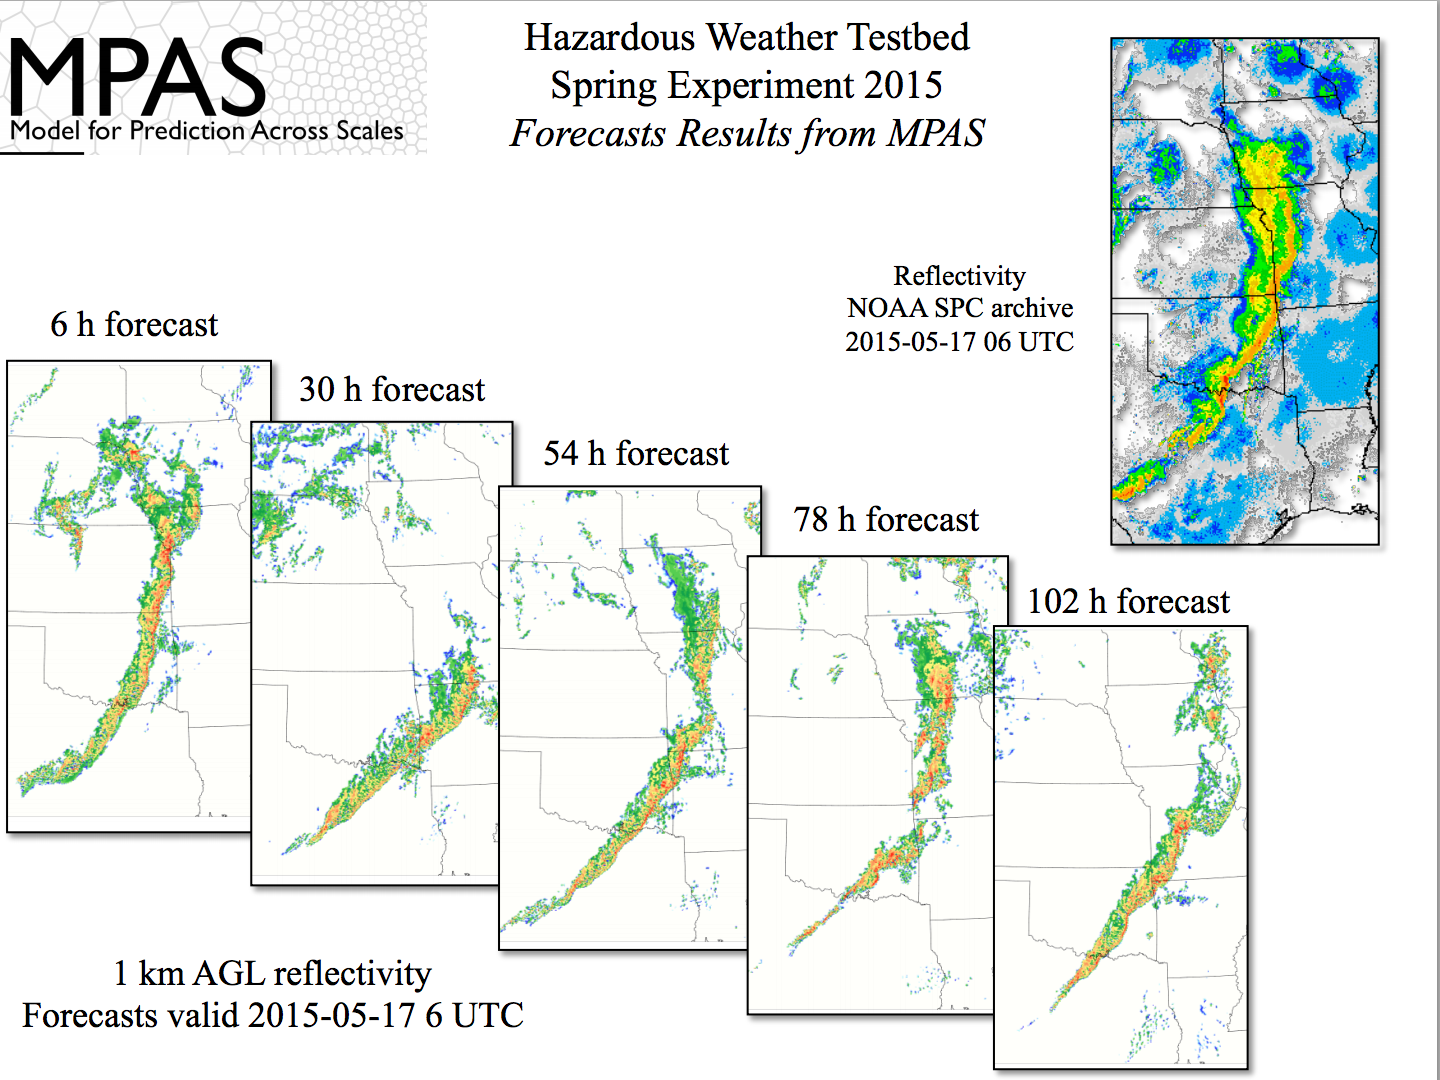 MPAS
Model for Prediction Across Scales
Hazardous Weather Testbed
Spring Experiment 2015
Forecasts Results from MPAS
Reflectivity
NOAA SPC archive
2015-05-17 06 UTC
6 h forecast
30 h forecast
54 h forecast
78 h forecast
102 h forecast
1 km AGL reflectivity
Forecasts valid 2015-05-17 6 UTC